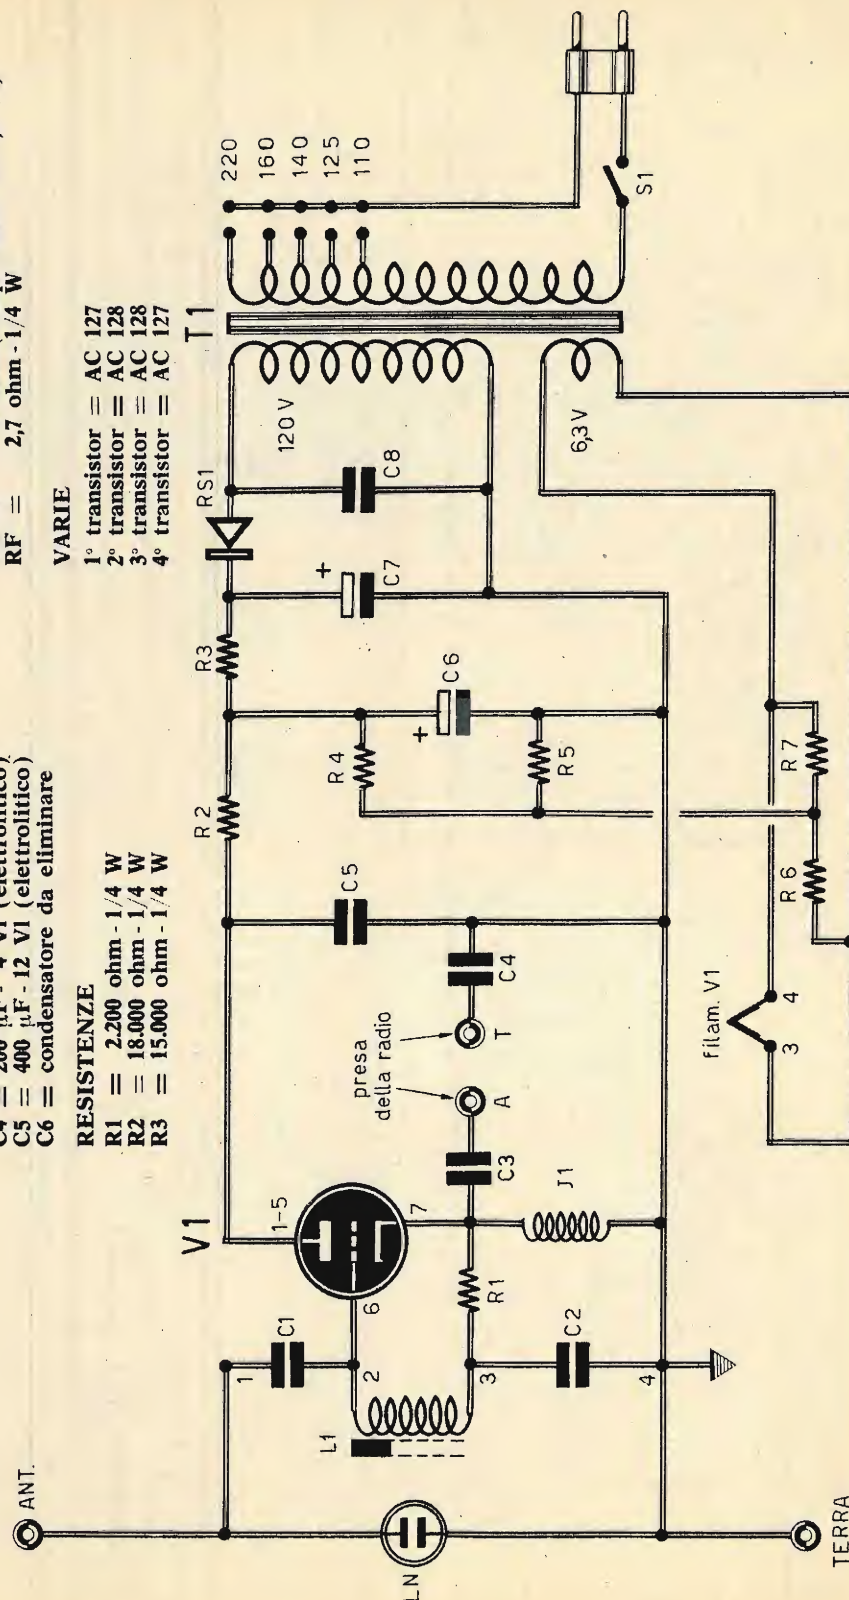 C4 = 200 µF - 4 Vl (elettrolitico)
C5 = 400 µF - 12 Vl (elettrolitico)
C6 = condensatore da eliminare
RESISTENZE
R1 = 2.200 ohm - 1/4 W
R2 = 18.000 ohm - 1/4 W
R3 = 15.000 ohm - 1/4 W
RF = 2,7 ohm - 1/4 W
VARIE
1° transistor = AC 127
2° transistor = AC 128
3° transistor = AC 128
4° transistor = AC 127
ANT.
LN
TERRA
1
C1
2
L1
3
C2
4
V1
1-5
6
7
R1
J1
C3
A
presa
della radio
T
C4
C5
R2
R3
R4
C6
+
R5
RS1
C7
+
C8
120 V
6,3 V
T1
220
160
140
125
110
S1
filam. V1
3
4
R6
R7